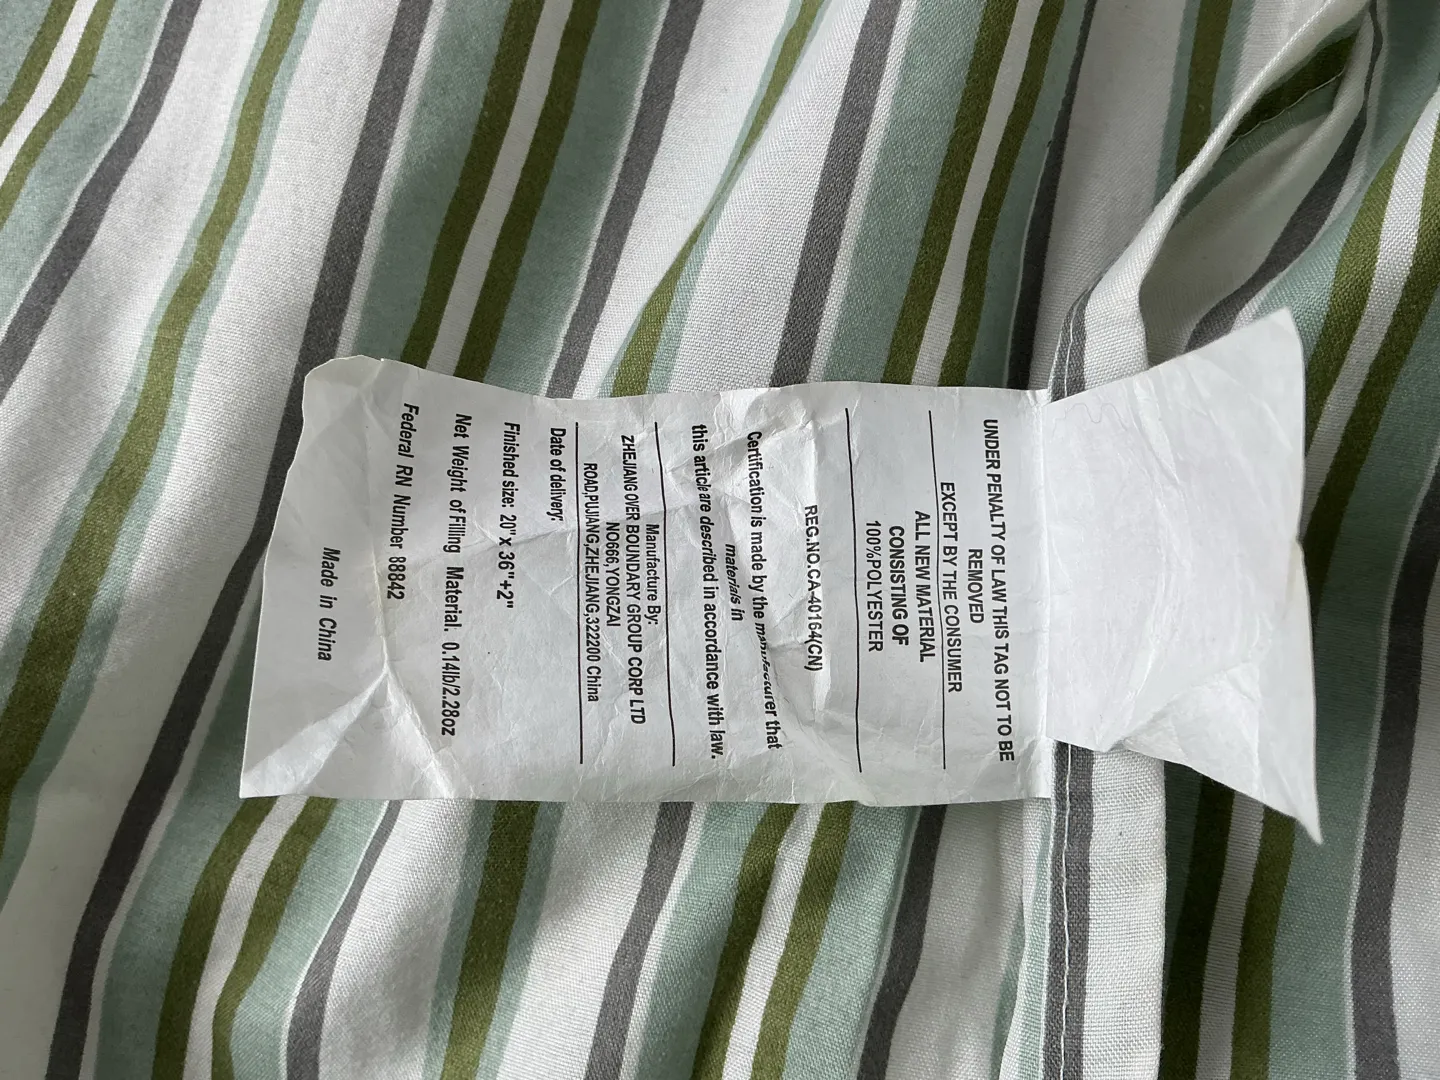 UNDER PENALTY OF LAW THIS TAG NOT TO BE
REMOVED
EXCEPT BY THE CONSUMER
ALL NEW MATERIAL
CONSISTING OF
100%POLYESTER
REG.NO.CA-40164(CN)
Certification is made by the manufacturer that
materials in
this article are described in accordance with law.
Manufacture By:
ZHEJIANG OVER BOUNDARY GROUP CORP LTD
NO666,YONGZAI
ROAD,PUJIANG,ZHEJIANG,322200 China
Date of delivery:
Finished size: 20"x 36"+2"
Net Weight of Filling Material. 0.14lb/2.28oz
Federal RN Number 88842
Made in China